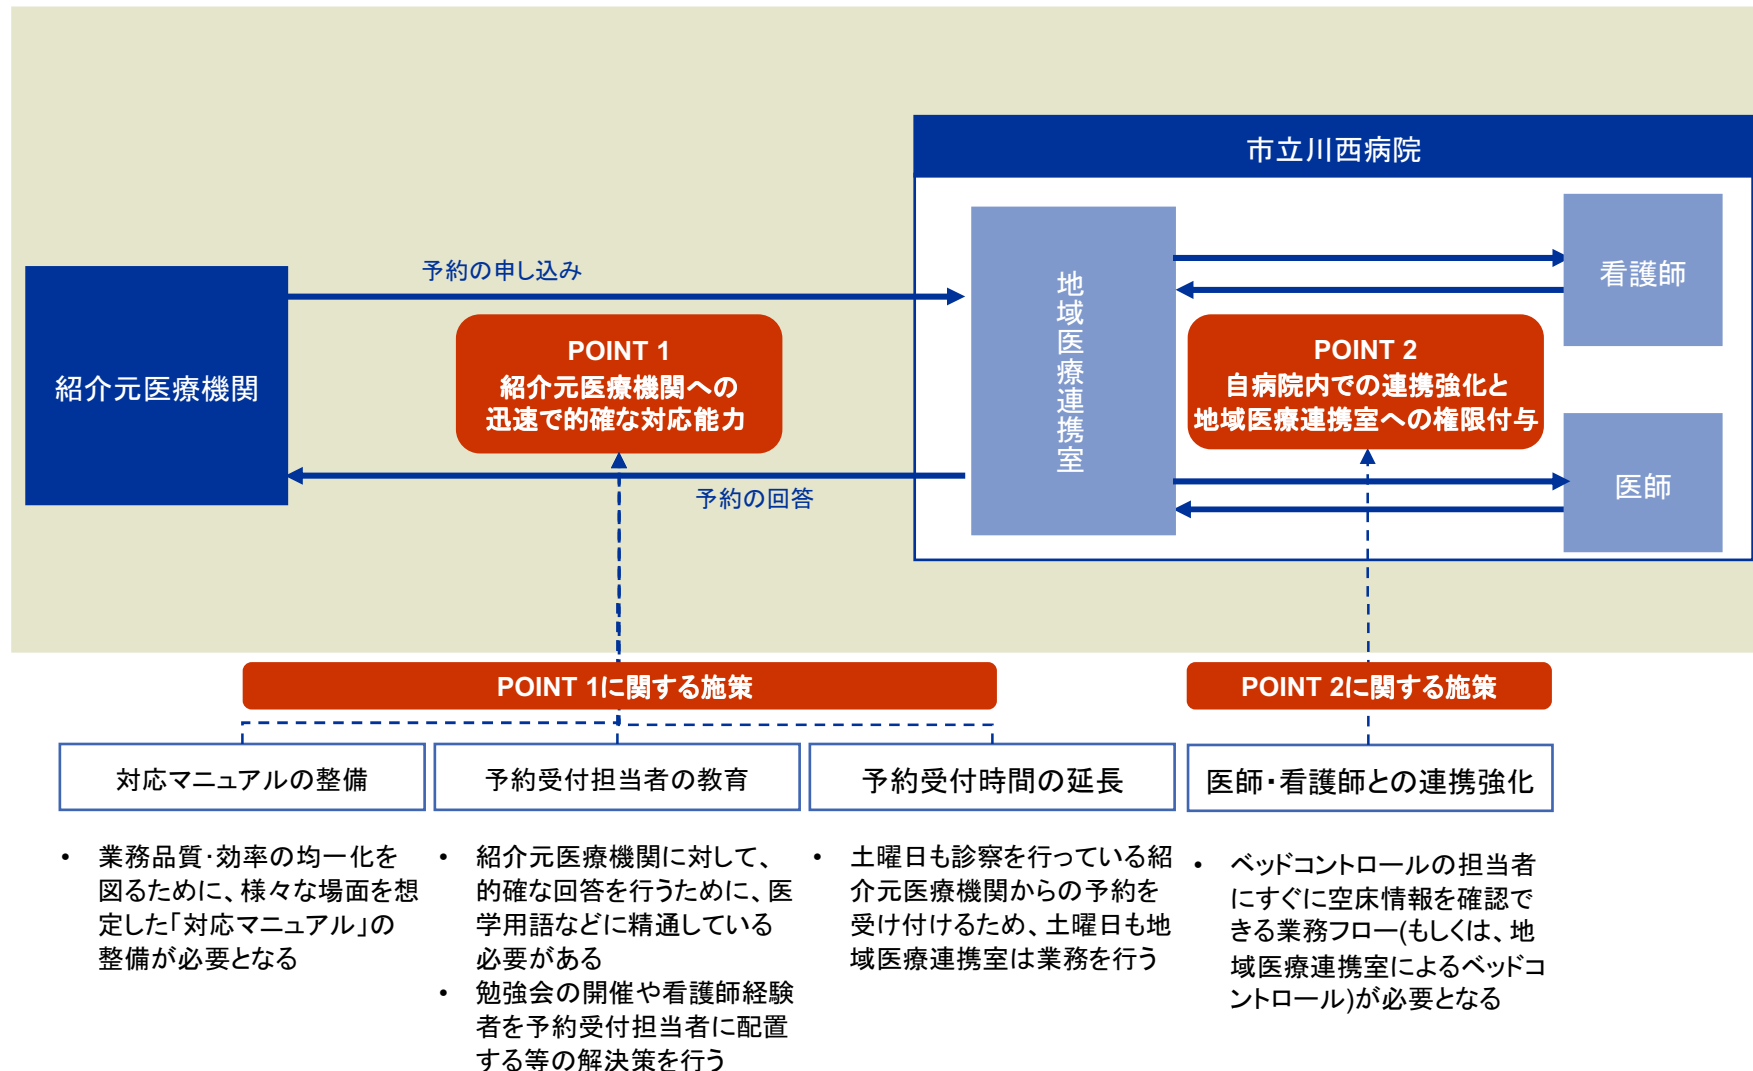 市立川西病院
予約の申し込み
紹介元医療機関
POINT 1
紹介元医療機関への
迅速で的確な対応能力
予約の回答
地域医療連携室
看護師
POINT 2
自病院内での連携強化と
地域医療連携室への権限付与
医師
POINT 1に関する施策
POINT 2に関する施策
対応マニュアルの整備
予約受付担当者の教育
予約受付時間の延長
医師・看護師との連携強化
• 業務品質・効率の均一化を
図るために、様々な場面を想
定した「対応マニュアル」の
整備が必要となる
• 紹介元医療機関に対して、
的確な回答を行うために、医
学用語などに精通している
必要がある
• 勉強会の開催や看護師経験
者を予約受付担当者に配置
する等の解決策を行う
• 土曜日も診察を行っている紹
介元医療機関からの予約を
受け付けるため、土曜日も地
域医療連携室は業務を行う
• ベッドコントロールの担当者
にすぐに空床情報を確認で
きる業務フロー(もしくは、地
域医療連携室によるベッドコ
ントロール)が必要となる